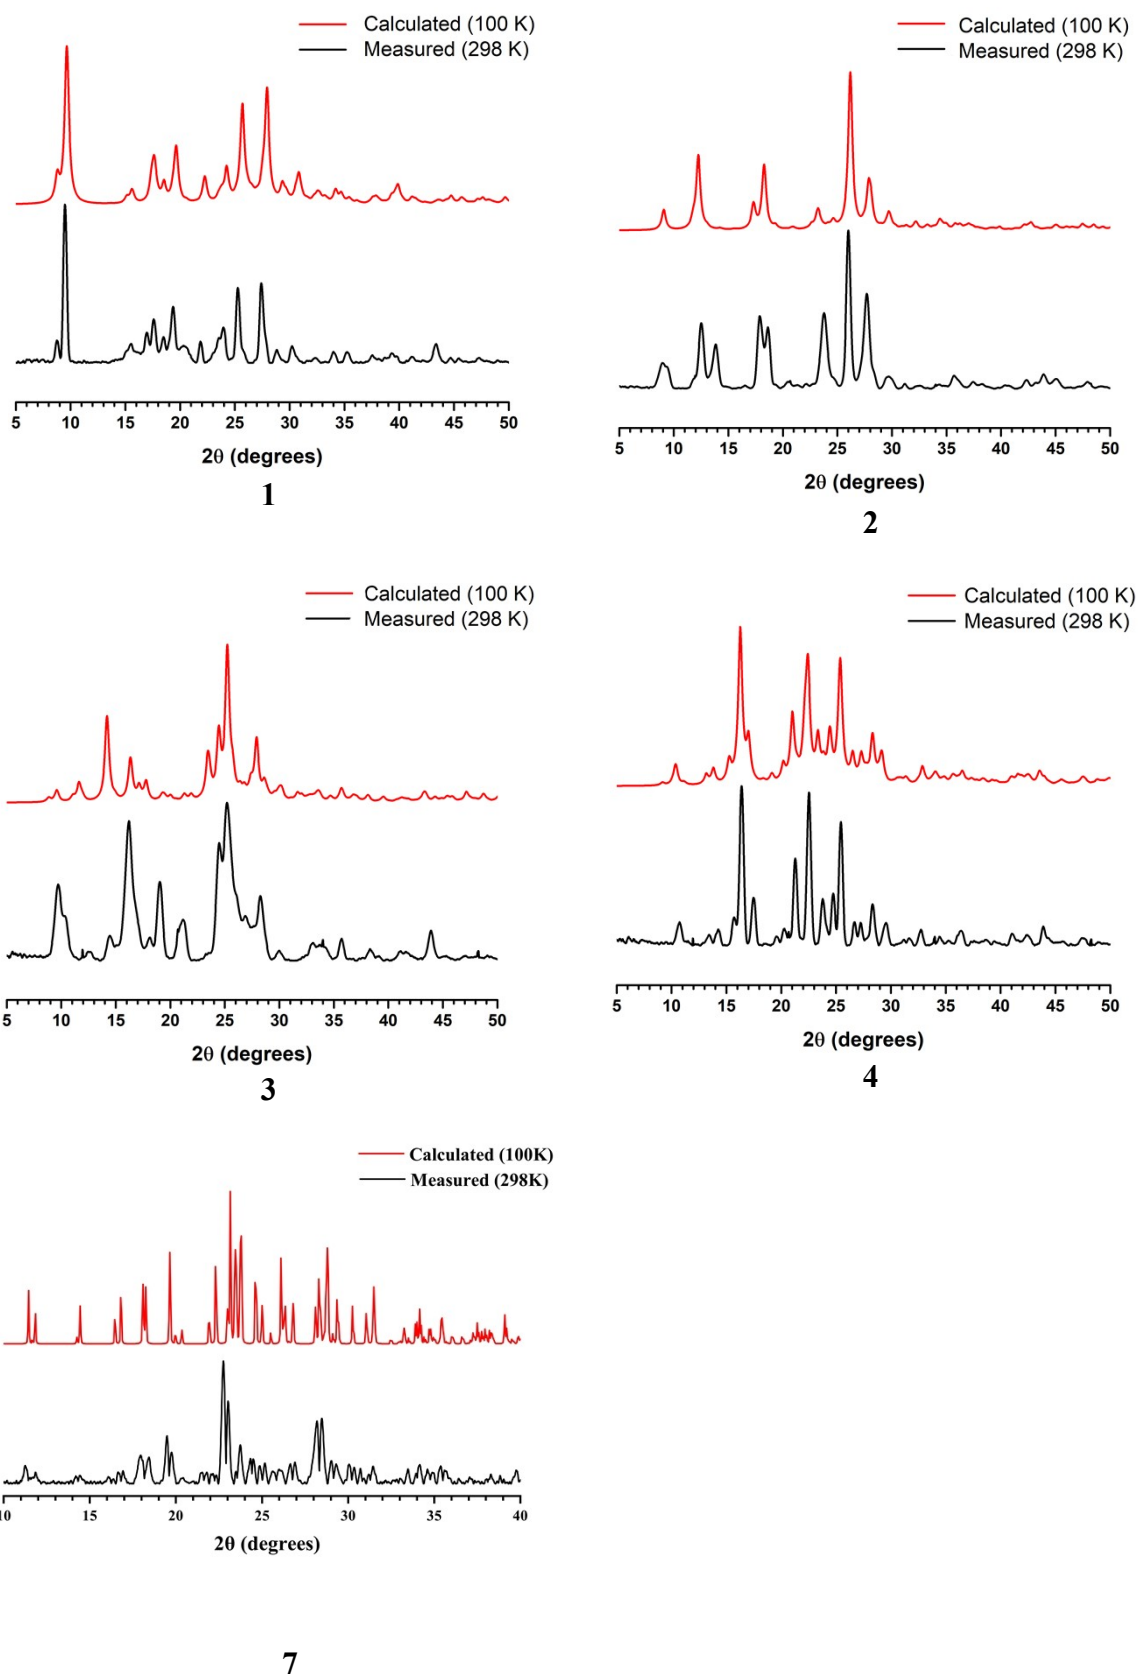 Calculated (100 K)
Measured (298 K)
5 10 15 20 25 30 35 40 45 50
2θ (degrees)
1
Calculated (100 K)
Measured (298 K)
5 10 15 20 25 30 35 40 45 50
2θ (degrees)
2
Calculated (100 K)
Measured (298 K)
5 10 15 20 25 30 35 40 45 50
2θ (degrees)
3
Calculated (100 K)
Measured (298 K)
5 10 15 20 25 30 35 40 45 50
2θ (degrees)
4
Calculated (100K)
Measured (298K)
10 15 20 25 30 35 40
2θ (degrees)
7